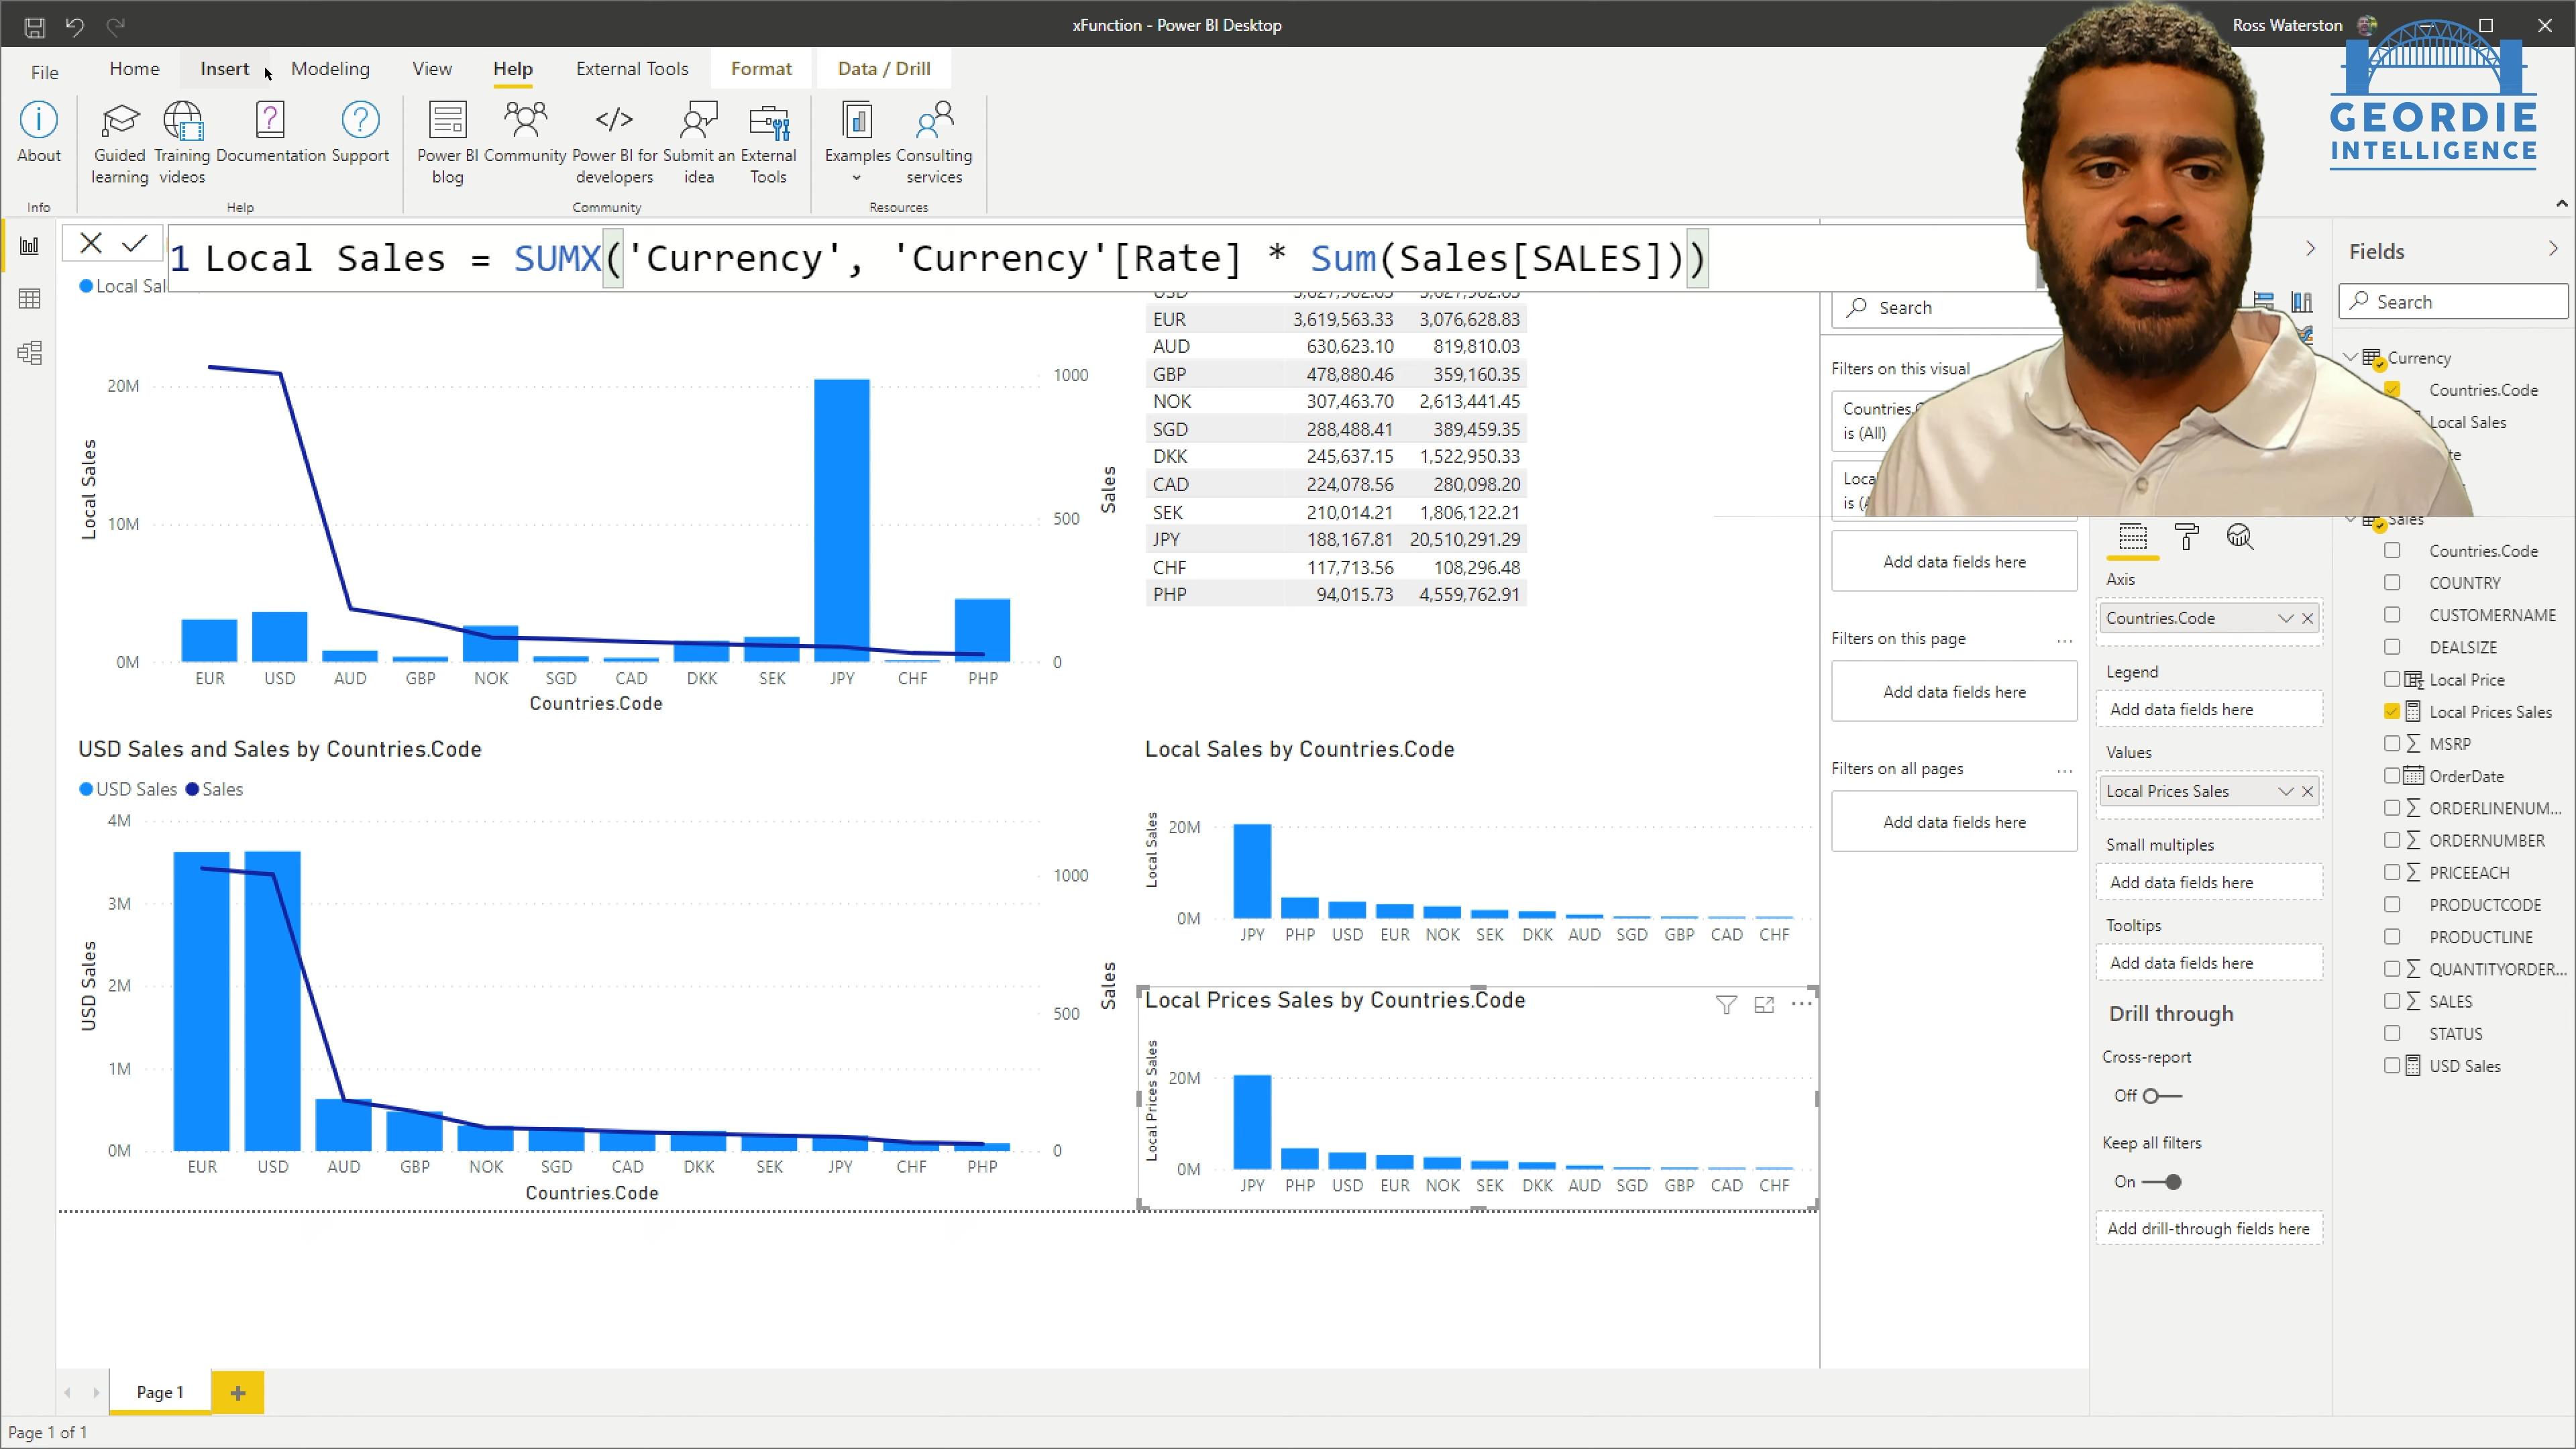 xFunction - Power BI Desktop
Ross Waterston
GEORDIE
INTELLIGENCE
File Home Insert Modeling View Help External Tools Format Data / Drill
About
Guided learning
Training videos
Documentation
Support
Power BI blog
Community
Power BI for developers
Submit an idea
External Tools
Examples
Consulting services
Info
Help
Community
Resources
1 Local Sales = SUMX('Currency', 'Currency'[Rate] * Sum(Sales[SALES]))
Local Sal
20M
10M
0M
Local Sales
1000
500
0
Sales
EUR USD AUD GBP NOK SGD CAD DKK SEK JPY CHF PHP
Countries.Code
USD 3,627,982.83 3,627,982.83
EUR 3,619,563.33 3,076,628.83
AUD 630,623.10 819,810.03
GBP 478,880.46 359,160.35
NOK 307,463.70 2,613,441.45
SGD 288,488.41 389,459.35
DKK 245,637.15 1,522,950.33
CAD 224,078.56 280,098.20
SEK 210,014.21 1,806,122.21
JPY 188,167.81 20,510,291.29
CHF 117,713.56 108,296.48
PHP 94,015.73 4,559,762.91
USD Sales and Sales by Countries.Code
USD Sales Sales
4M
3M
2M
1M
0M
USD Sales
1000
500
0
Sales
EUR USD AUD GBP NOK SGD CAD DKK SEK JPY CHF PHP
Countries.Code
Local Sales by Countries.Code
Local Sales
20M
0M
JPY PHP USD EUR NOK SEK DKK AUD SGD GBP CAD CHF
Local Prices Sales by Countries.Code
Local Prices Sales
20M
0M
JPY PHP USD EUR NOK SEK DKK AUD SGD GBP CAD CHF
Search
Filters on this visual
Countries.
is (All)
Loca
is (A
Add data fields here
Filters on this page ...
Add data fields here
Filters on all pages ...
Add data fields here
Axis
Countries.Code
Legend
Add data fields here
Values
Local Prices Sales
Small multiples
Add data fields here
Tooltips
Add data fields here
Drill through
Cross-report
Off
Keep all filters
On
Add drill-through fields here
Fields
Search
Currency
Countries.Code
Local Sales
te
Sales
Countries.Code
COUNTRY
CUSTOMERNAME
DEALSIZE
Local Price
Local Prices Sales
MSRP
OrderDate
ORDERLINENUM...
ORDERNUMBER
PRICEEACH
PRODUCTCODE
PRODUCTLINE
QUANTITYORDER...
SALES
STATUS
USD Sales
Page 1
+
Page 1 of 1